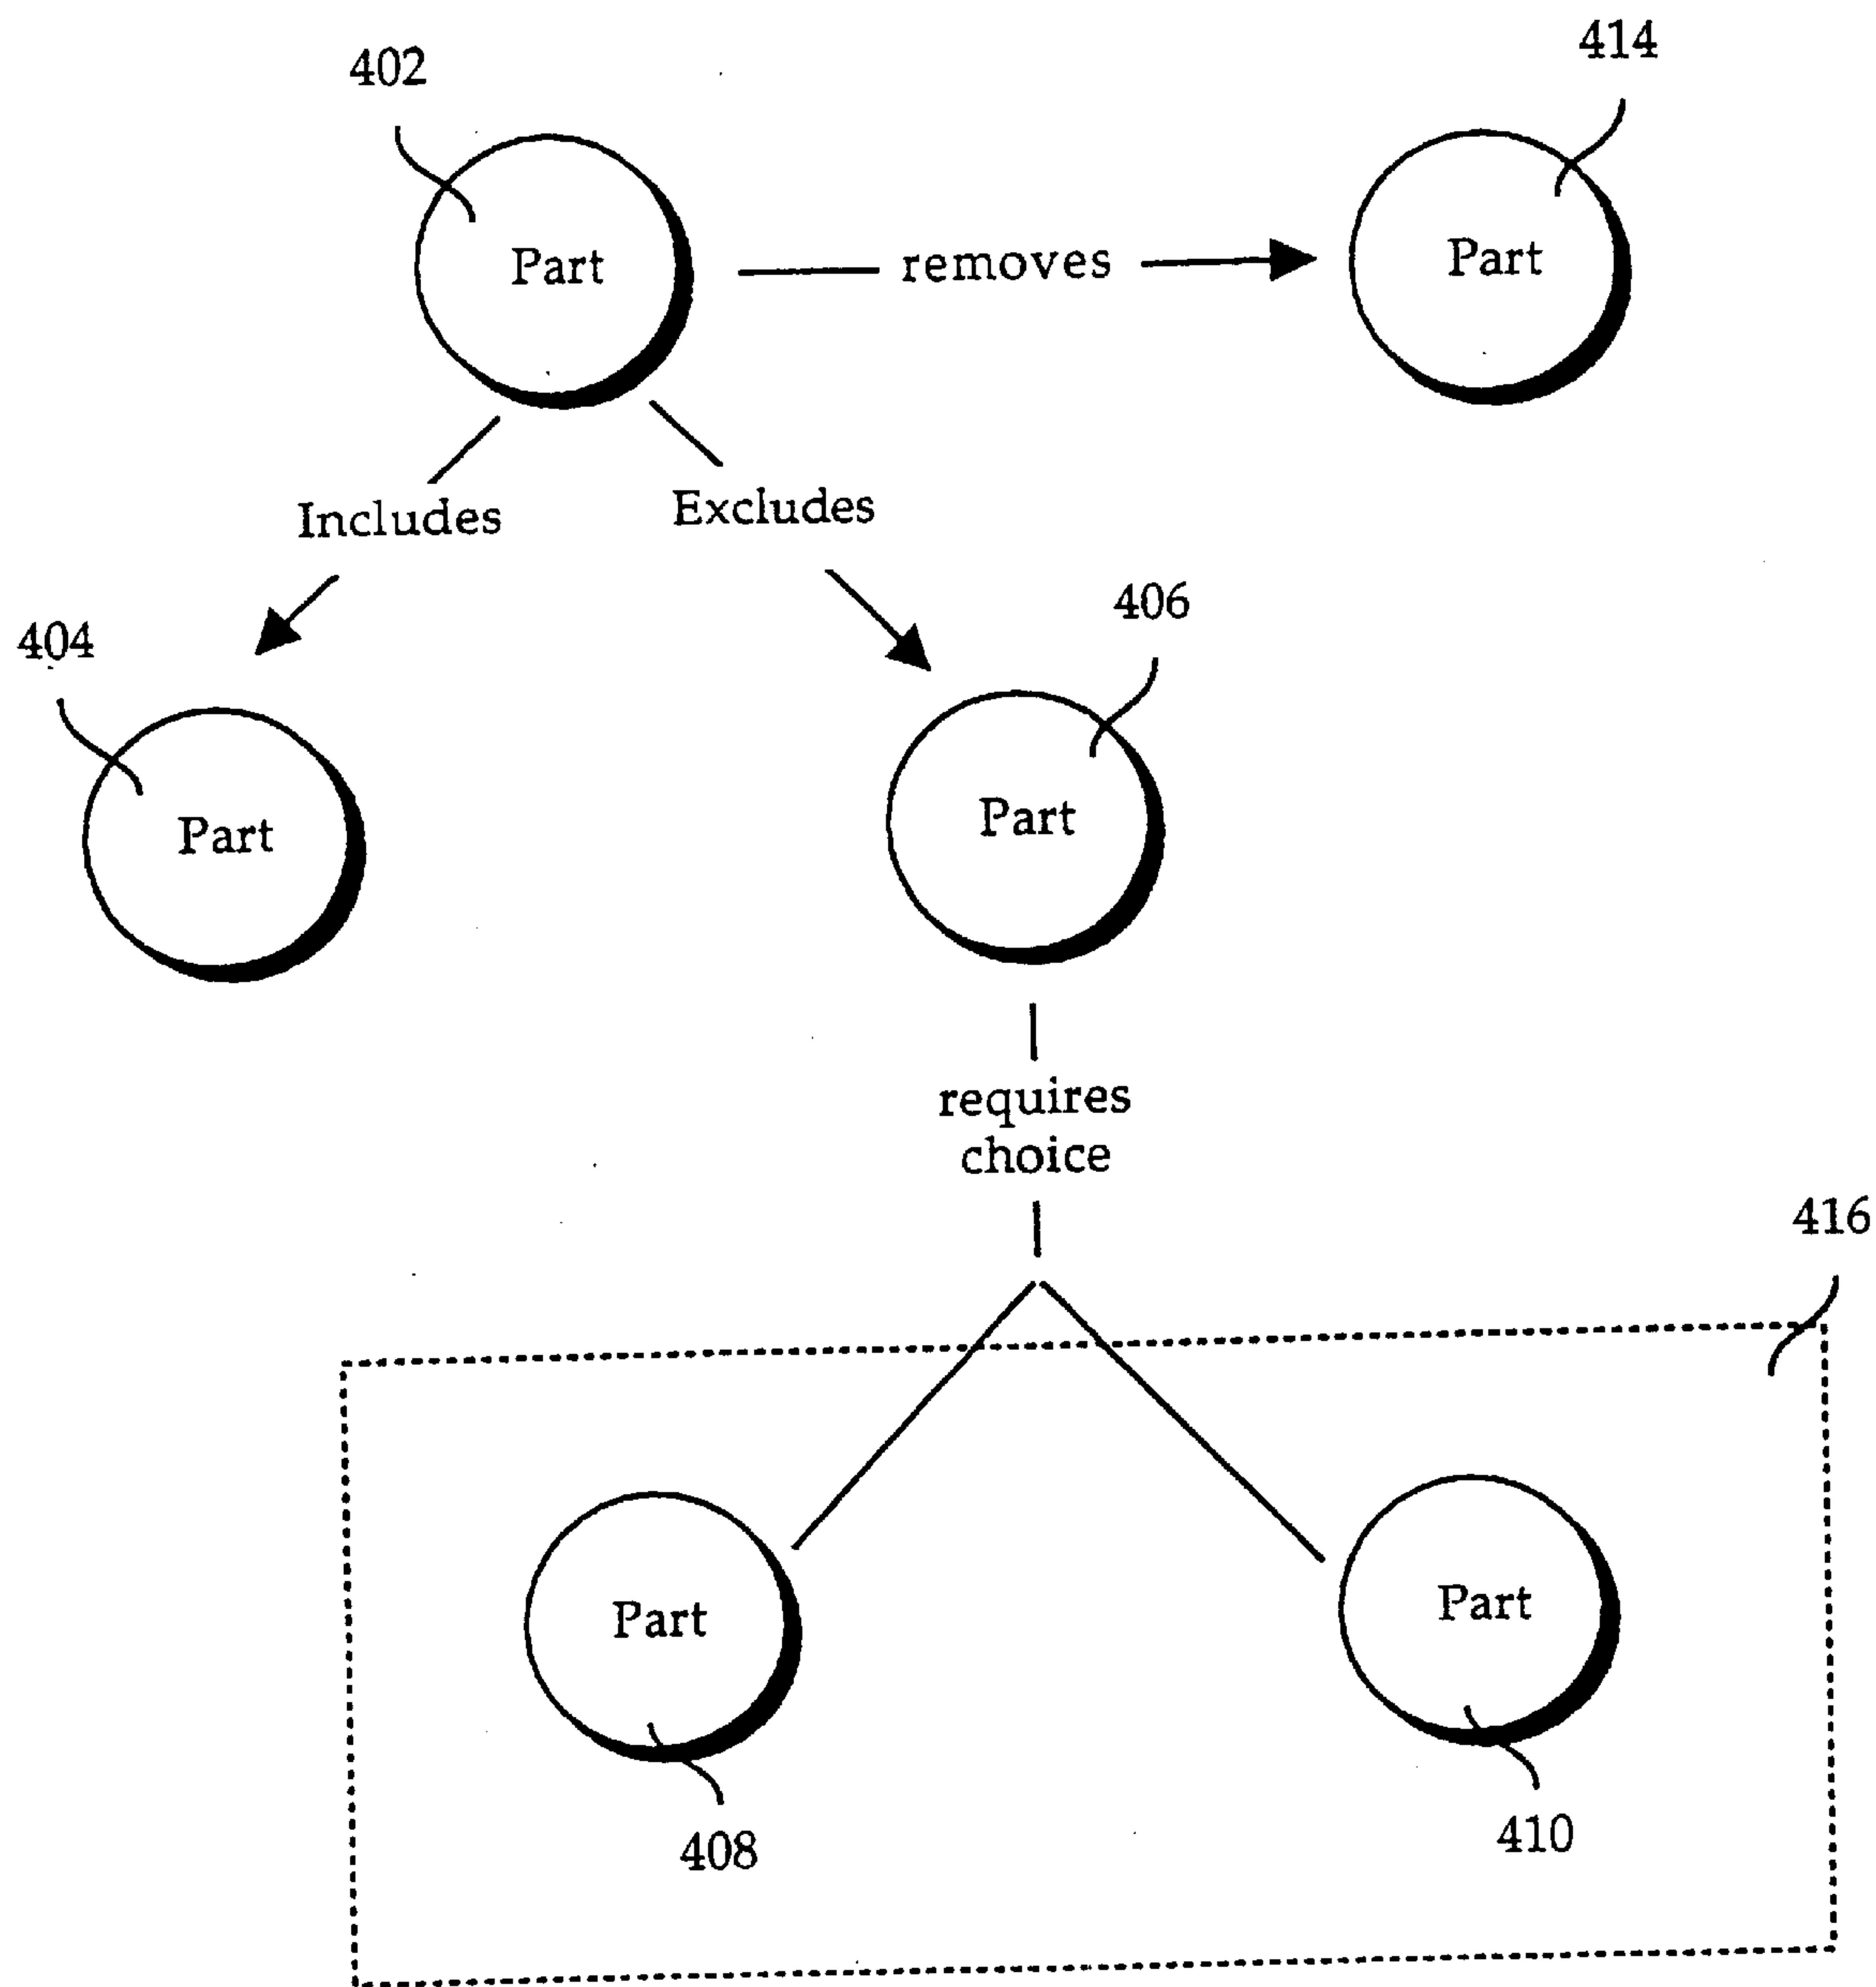 402
414
Part
removes
Part
Includes
Excludes
404
406
Part
Part
requires
choice
416
Part
Part
408
410